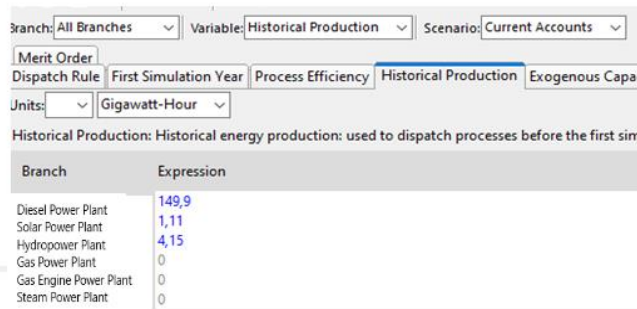 Branch: All Branches Variable: Historical Production Scenario: Current Accounts
Merit Order
Dispatch Rule First Simulation Year Process Efficiency Historical Production Exogenous Capa
Units: Gigawatt-Hour
Historical Production: Historical energy production: used to dispatch processes before the first sim
Branch Expression
Diesel Power Plant 149,9
Solar Power Plant 1,11
Hydropower Plant 4,15
Gas Power Plant 0
Gas Engine Power Plant 0
Steam Power Plant 0